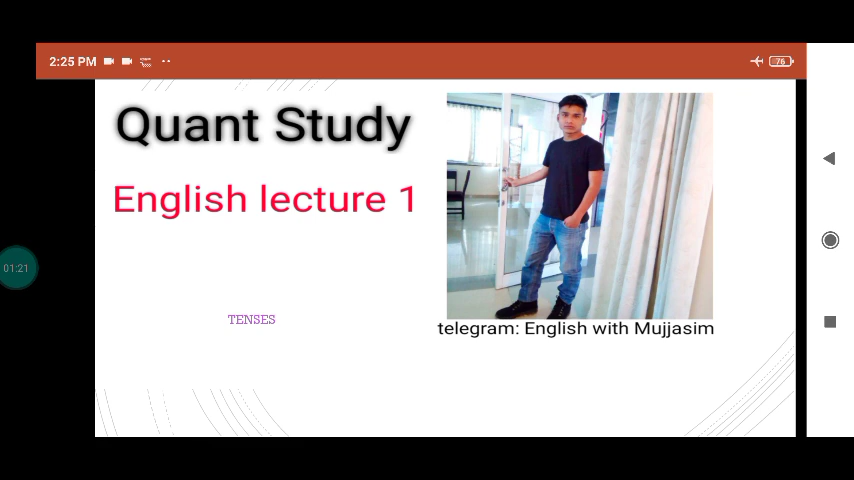 2:25 PM
76
Quant Study
English lecture 1
01:21
TENSES
telegram: English with Mujjasim